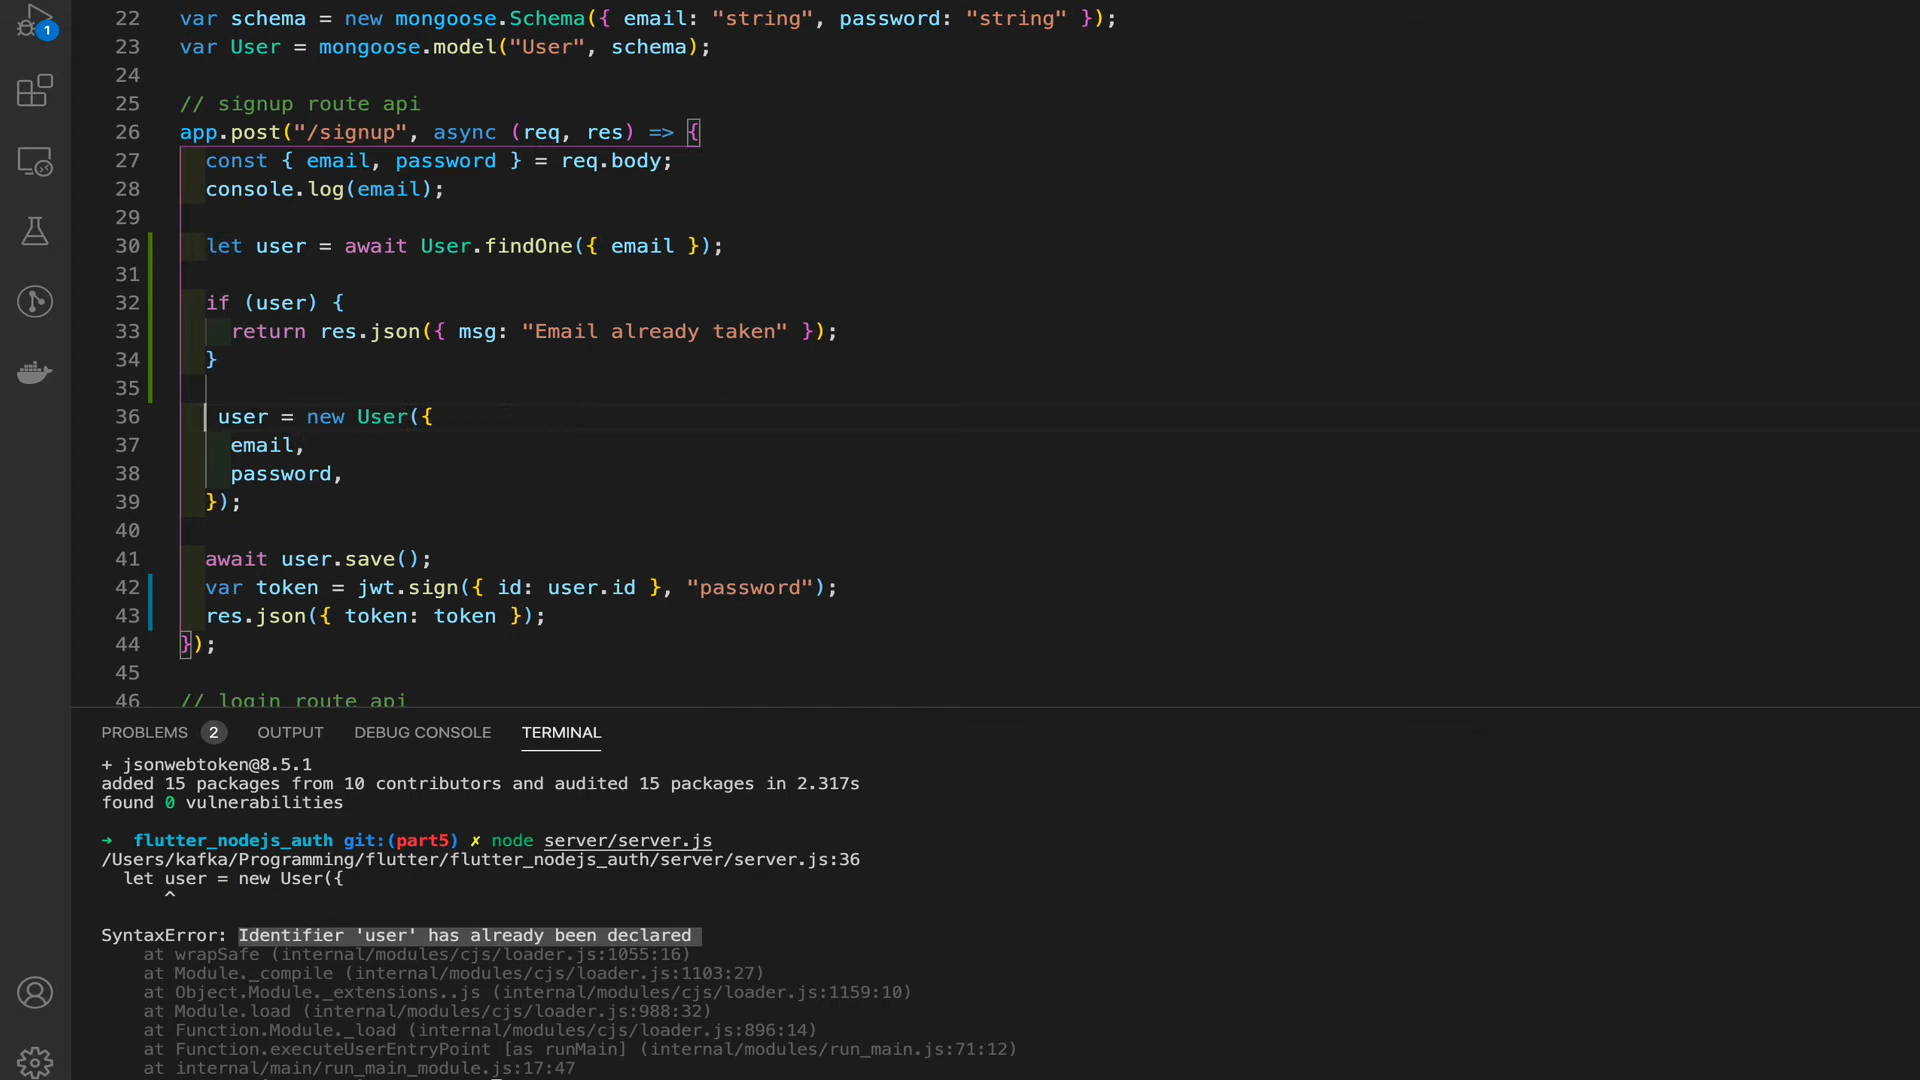 1
22 var schema = new mongoose.Schema({ email: "string", password: "string" });
23 var User = mongoose.model("User", schema);
24
25 // signup route api
26 app.post("/signup", async (req, res) => {
27 const { email, password } = req.body;
28 console.log(email);
29
30 let user = await User.findOne({ email });
31
32 if (user) {
33 return res.json({ msg: "Email already taken" });
34 }
35
36 user = new User({
37 email,
38 password,
39 });
40
41 await user.save();
42 var token = jwt.sign({ id: user.id }, "password");
43 res.json({ token: token });
44 });
45
46 // login route api
PROBLEMS 2 OUTPUT DEBUG CONSOLE TERMINAL
+ jsonwebtoken@8.5.1
added 15 packages from 10 contributors and audited 15 packages in 2.317s
found 0 vulnerabilities
➜ flutter_nodejs_auth git:(part5) ✗ node server/server.js
/Users/kafka/Programming/flutter/flutter_nodejs_auth/server/server.js:36
let user = new User({
^
SyntaxError: Identifier 'user' has already been declared
at wrapSafe (internal/modules/cjs/loader.js:1055:16)
at Module._compile (internal/modules/cjs/loader.js:1103:27)
at Object.Module._extensions..js (internal/modules/cjs/loader.js:1159:10)
at Module.load (internal/modules/cjs/loader.js:988:32)
at Function.Module._load (internal/modules/cjs/loader.js:896:14)
at Function.executeUserEntryPoint [as runMain] (internal/modules/run_main.js:71:12)
at internal/main/run_main_module.js:17:47